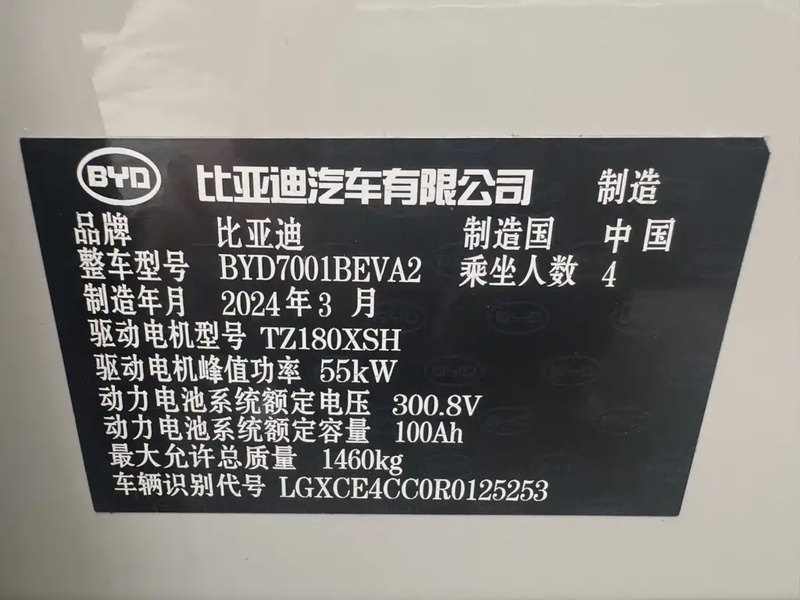 BYD 比亚迪汽车有限公司 制造
品牌 比亚迪 制造国 中国
整车型号 BYD7001BEVA2 乘坐人数 4
制造年月 2024年3月
驱动电机型号 TZ180XSH
驱动电机峰值功率 55kW
动力电池系统额定电压 300.8V
动力电池系统额定容量 100Ah
最大允许总质量 1460kg
车辆识别代号 LGXCE4CC0R0125253